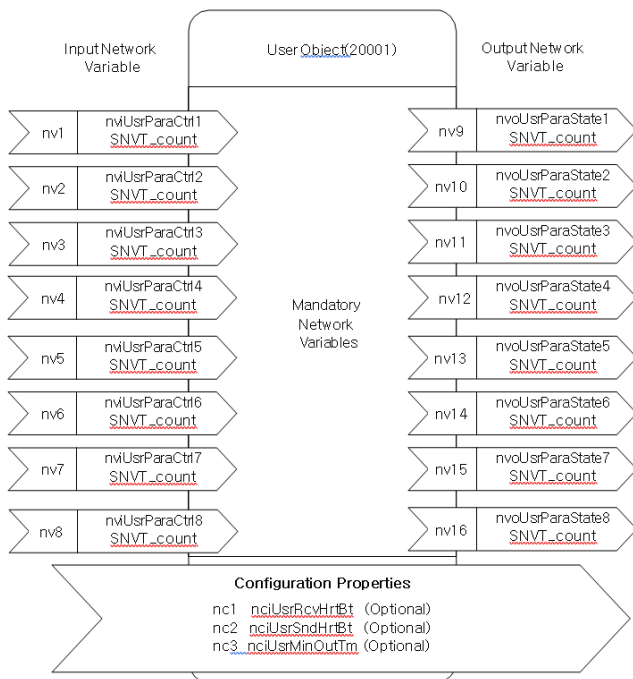 Input Network
Variable
User Object(20001)
Output Network
Variable
nv1
nviUsrParaCtrl1
SNVT_count
nv2
nviUsrParaCtrl2
SNVT_count
nv3
nviUsrParaCtrl3
SNVT_count
nv4
nviUsrParaCtrl4
SNVT_count
nv5
nviUsrParaCtrl5
SNVT_count
nv6
nviUsrParaCtrl6
SNVT_count
nv7
nviUsrParaCtrl7
SNVT_count
nv8
nviUsrParaCtrl8
SNVT_count
Mandatory
Network
Variables
nv9
nvoUsrParaState1
SNVT_count
nv10
nvoUsrParaState2
SNVT_count
nv11
nvoUsrParaState3
SNVT_count
nv12
nvoUsrParaState4
SNVT_count
nv13
nvoUsrParaState5
SNVT_count
nv14
nvoUsrParaState6
SNVT_count
nv15
nvoUsrParaState7
SNVT_count
nv16
nvoUsrParaState8
SNVT_count
Configuration Properties
nc1 nciUsrRcvHrtBt (Optional)
nc2 nciUsrSndHrtBt (Optional)
nc3 nciUsrMinOutTm (Optional)